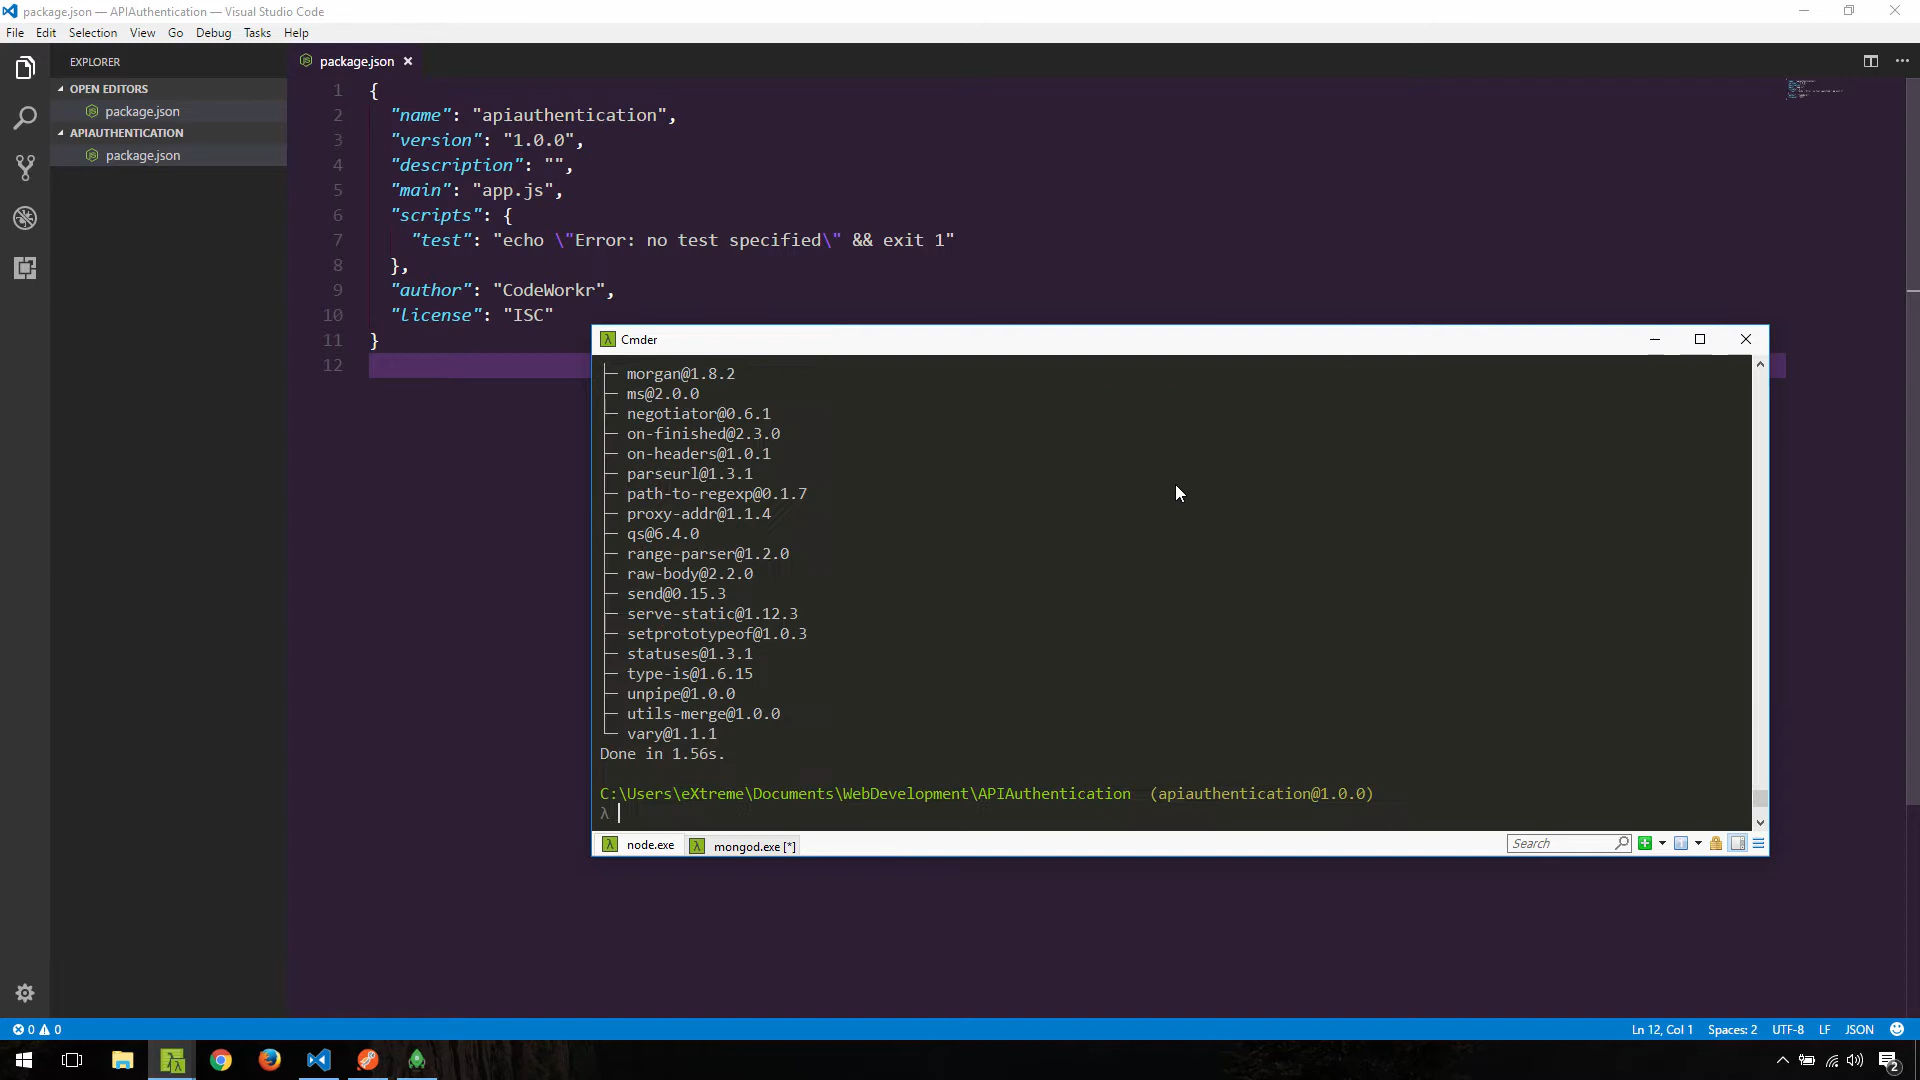 package.json — APIAuthentication — Visual Studio Code
File Edit Selection View Go Debug Tasks Help
EXPLORER
OPEN EDITORS
package.json
APIAUTHENTICATION
package.json
package.json
1 {
2 "name": "apiauthentication",
3 "version": "1.0.0",
4 "description": "",
5 "main": "app.js",
6 "scripts": {
7 "test": "echo \"Error: no test specified\" && exit 1"
8 },
9 "author": "CodeWorkr",
10 "license": "ISC"
11 }
12
Cmder
├─ morgan@1.8.2
├─ ms@2.0.0
├─ negotiator@0.6.1
├─ on-finished@2.3.0
├─ on-headers@1.0.1
├─ parseurl@1.3.1
├─ path-to-regexp@0.1.7
├─ proxy-addr@1.1.4
├─ qs@6.4.0
├─ range-parser@1.2.0
├─ raw-body@2.2.0
├─ send@0.15.3
├─ serve-static@1.12.3
├─ setprototypeof@1.0.3
├─ statuses@1.3.1
├─ type-is@1.6.15
├─ unpipe@1.0.0
├─ utils-merge@1.0.0
└─ vary@1.1.1
Done in 1.56s.
C:\Users\eXtreme\Documents\WebDevelopment\APIAuthentication (apiauthentication@1.0.0)
λ
node.exe mongod.exe [*] Search
0 0 Ln 12, Col 1 Spaces: 2 UTF-8 LF JSON
2